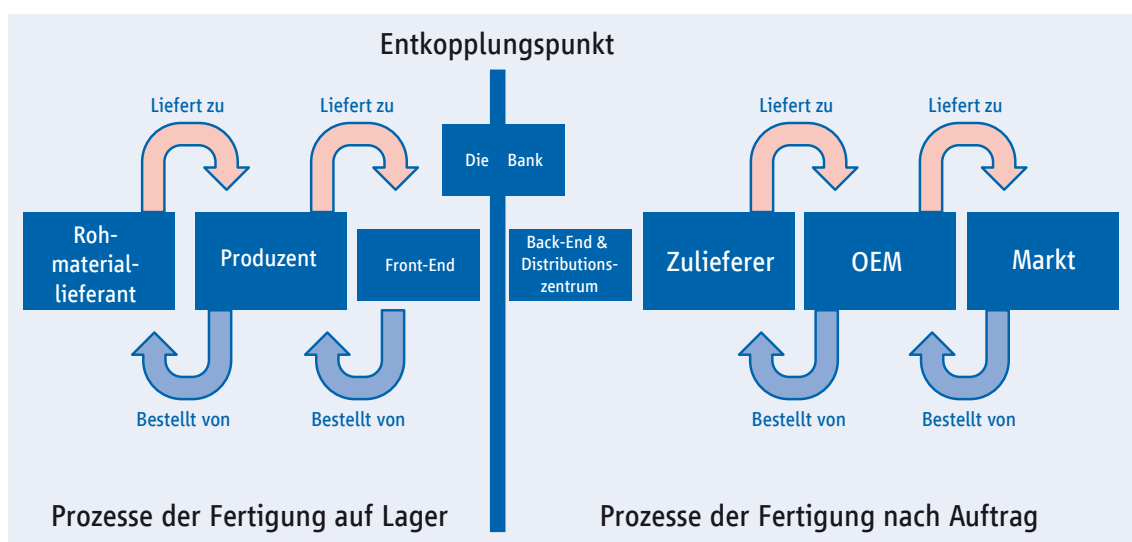 Entkopplungspunkt
Liefert zu
Liefert zu
Liefert zu
Liefert zu
Die Bank
Roh-
material-
lieferant
Produzent
Front-End
Back-End &
Distributions-
zentrum
Zulieferer
OEM
Markt
Bestellt von
Bestellt von
Bestellt von
Bestellt von
Prozesse der Fertigung auf Lager
Prozesse der Fertigung nach Auftrag